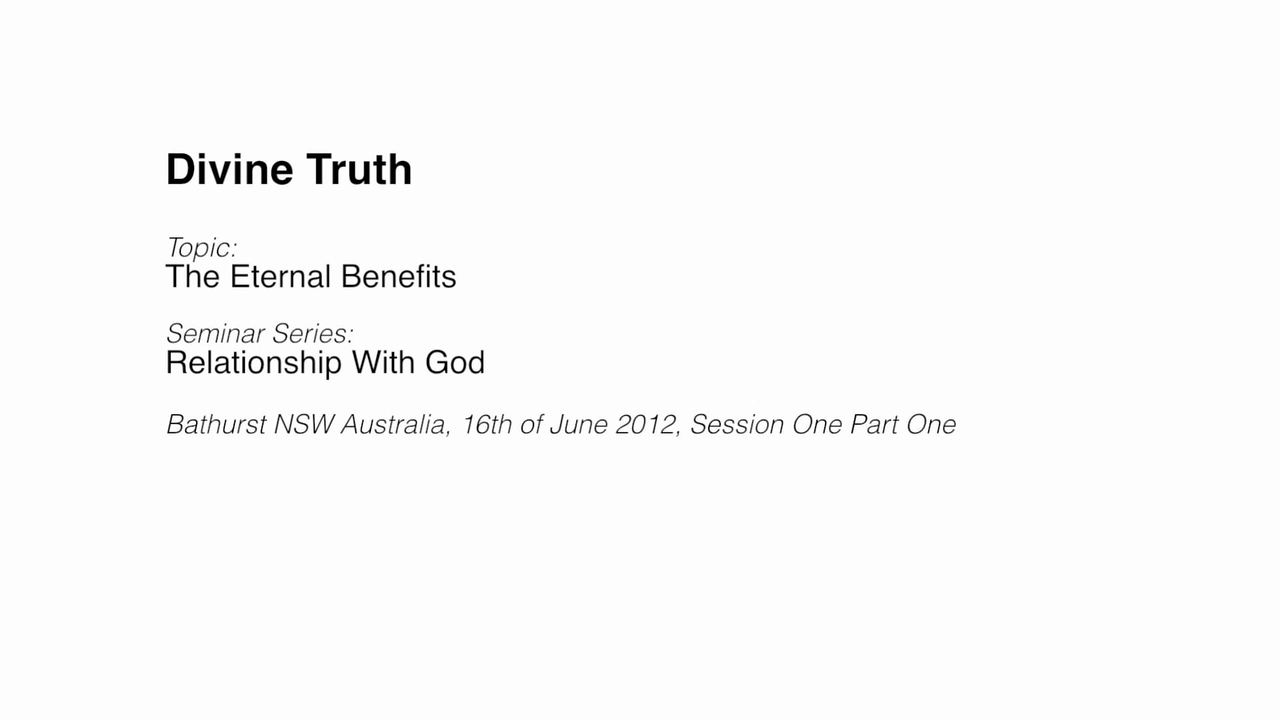 Divine Truth
Topic:
The Eternal Benefits
Seminar Series:
Relationship With God
Bathurst NSW Australia, 16th of June 2012, Session One Part One